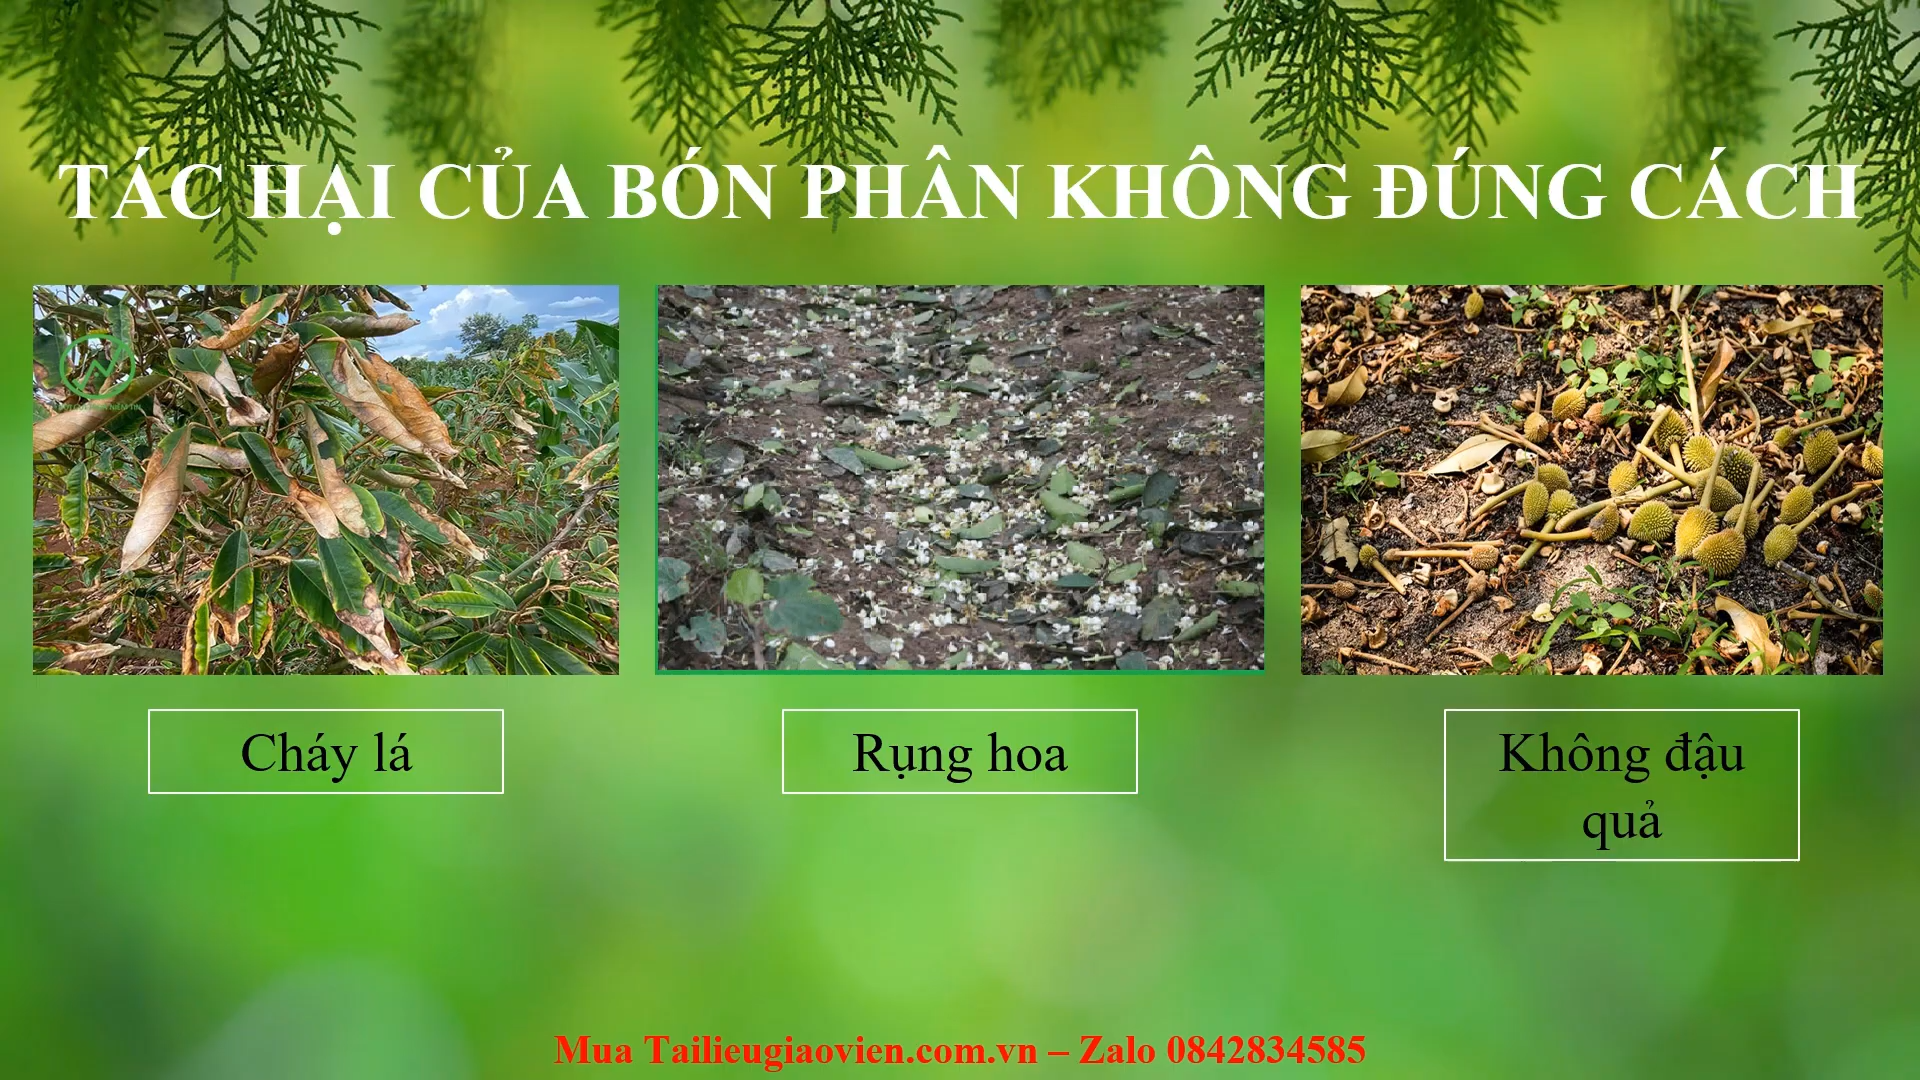 TÁC HẠI CỦA BÓN PHÂN KHÔNG ĐÚNG CÁCH
Cháy lá
Rụng hoa
Không đậu
quả
Mua Tailieugiaovien.com.vn – Zalo 0842834585